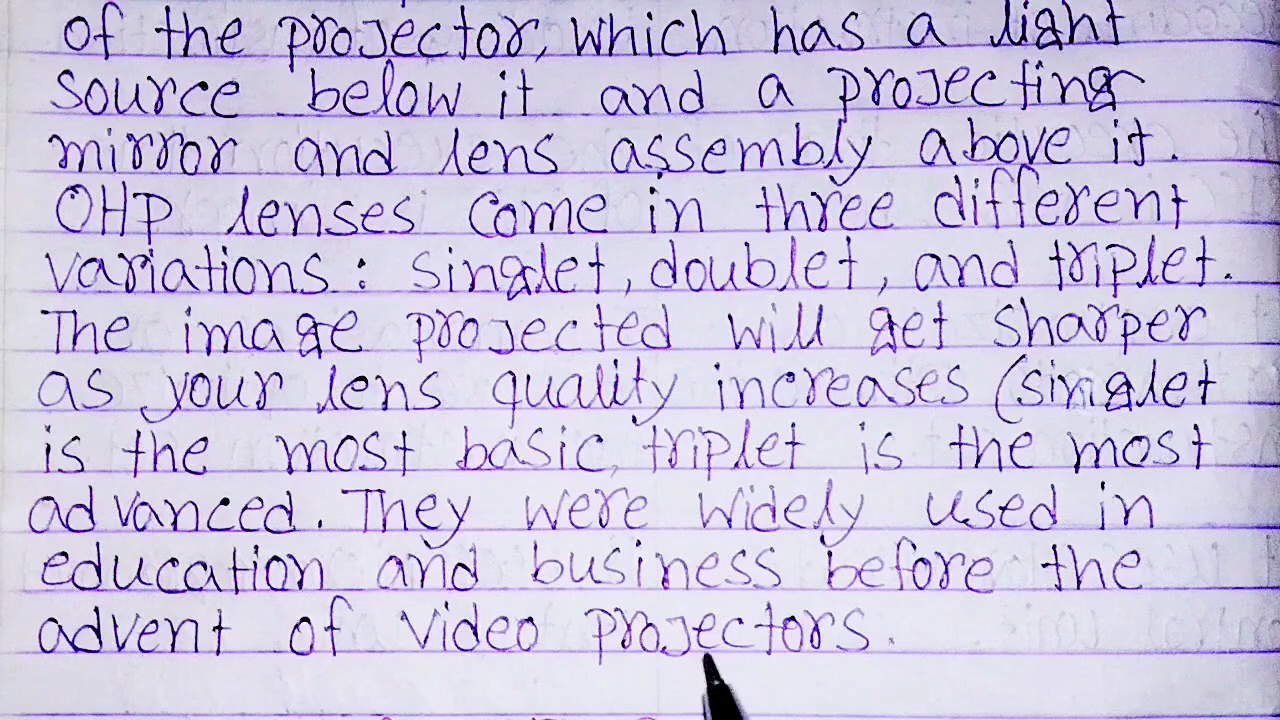 of the projector, which has a light
source below it and a projecting
mirror and lens assembly above it.
OHP lenses come in three different
variations: singlet, doublet, and triplet.
The image projected will get sharper
as your lens quality increases (singlet
is the most basic, triplet is the most
advanced. They were widely used in
education and business before the
advent of video projectors.